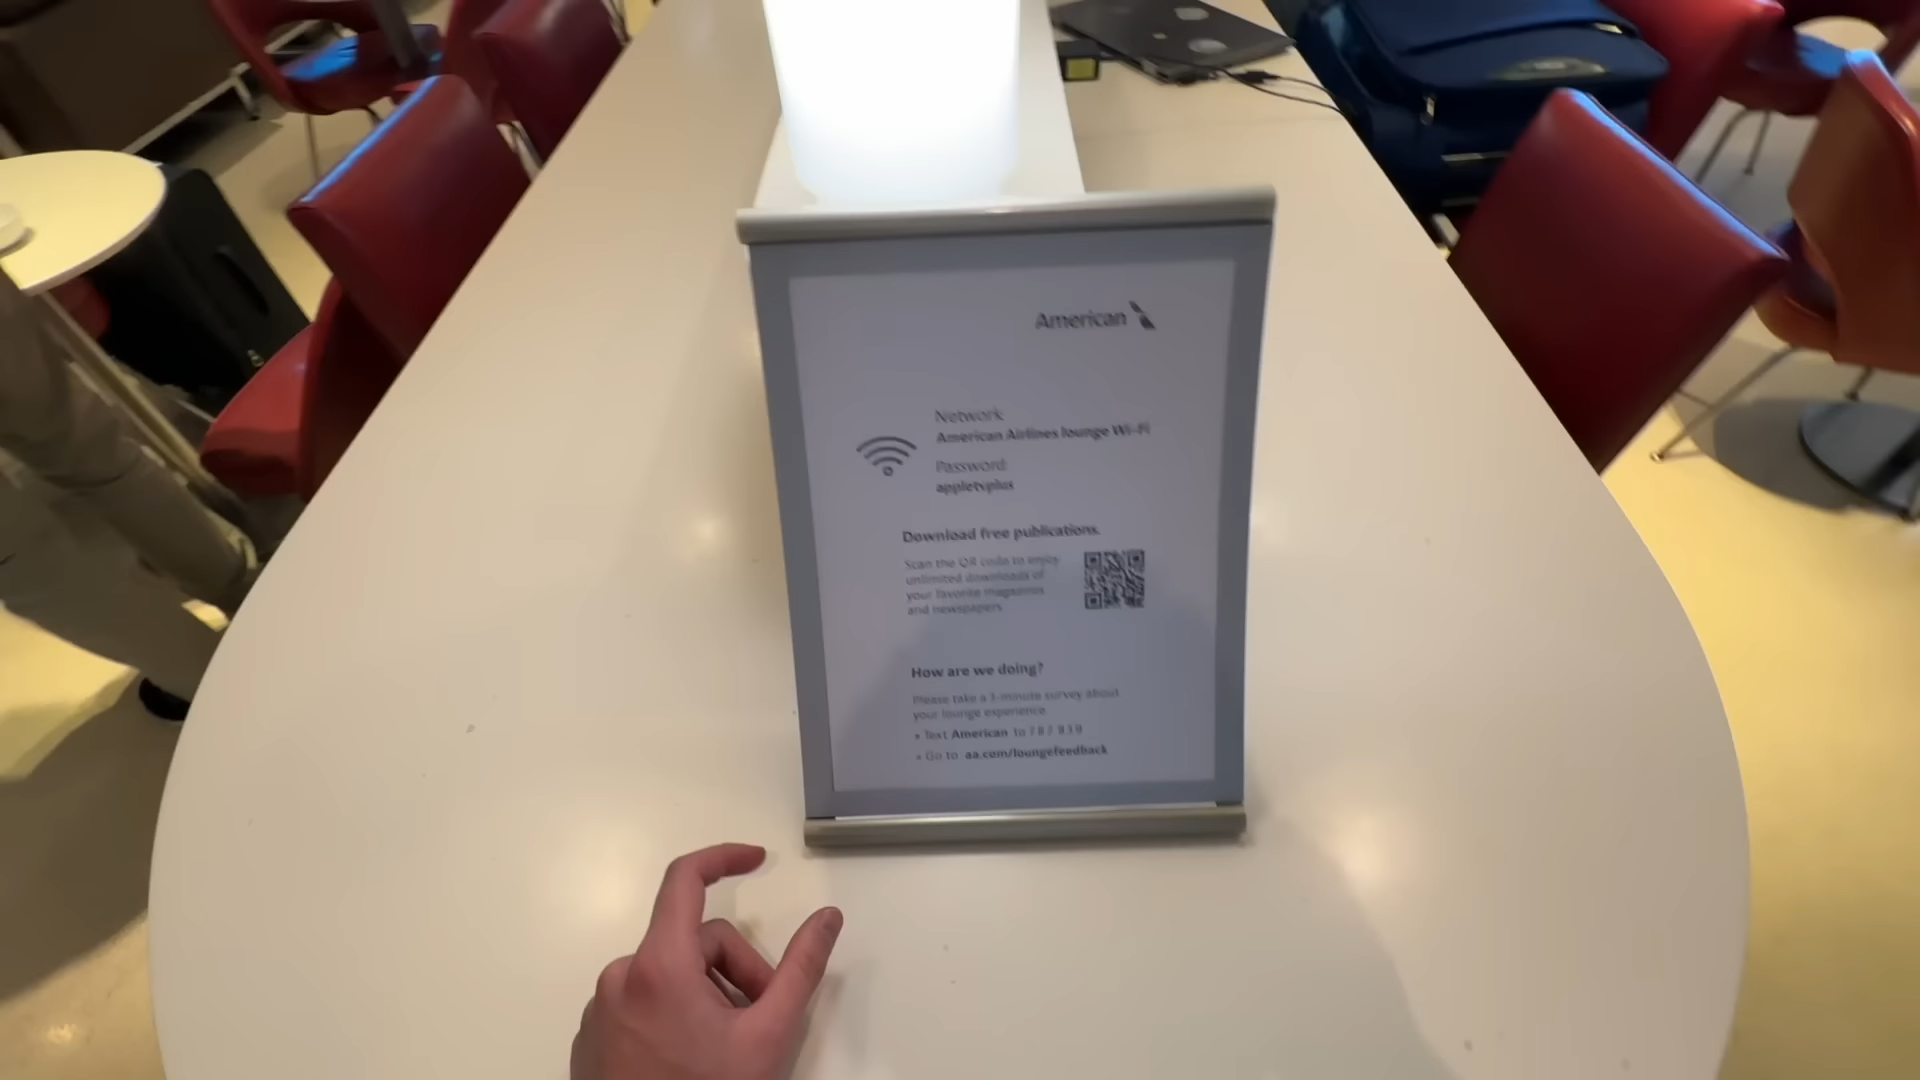 American
Network
American Airlines lounge Wi-Fi
Password
appletvplus
Download free publications.
Scan the QR code to enjoy
unlimited downloads of
your favorite magazines
and newspapers
How are we doing?
Please take a 3-minute survey about
your lounge experience
• Text American to 787 839
• Go to aa.com/loungefeedback